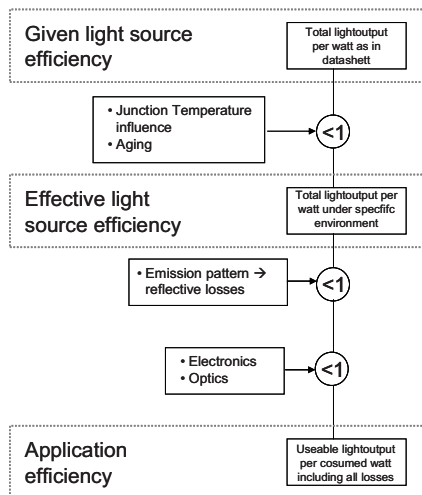 Given light source
efficiency
Total lightoutput
per watt as in
datashett
• Junction Temperature
influence
• Aging
<1
Effective light
source efficiency
Total lightoutput per
watt under specifc
environment
• Emission pattern →
reflective losses
<1
• Electronics
• Optics
<1
Application
efficiency
Useable lightoutput
per cosumed watt
including all losses